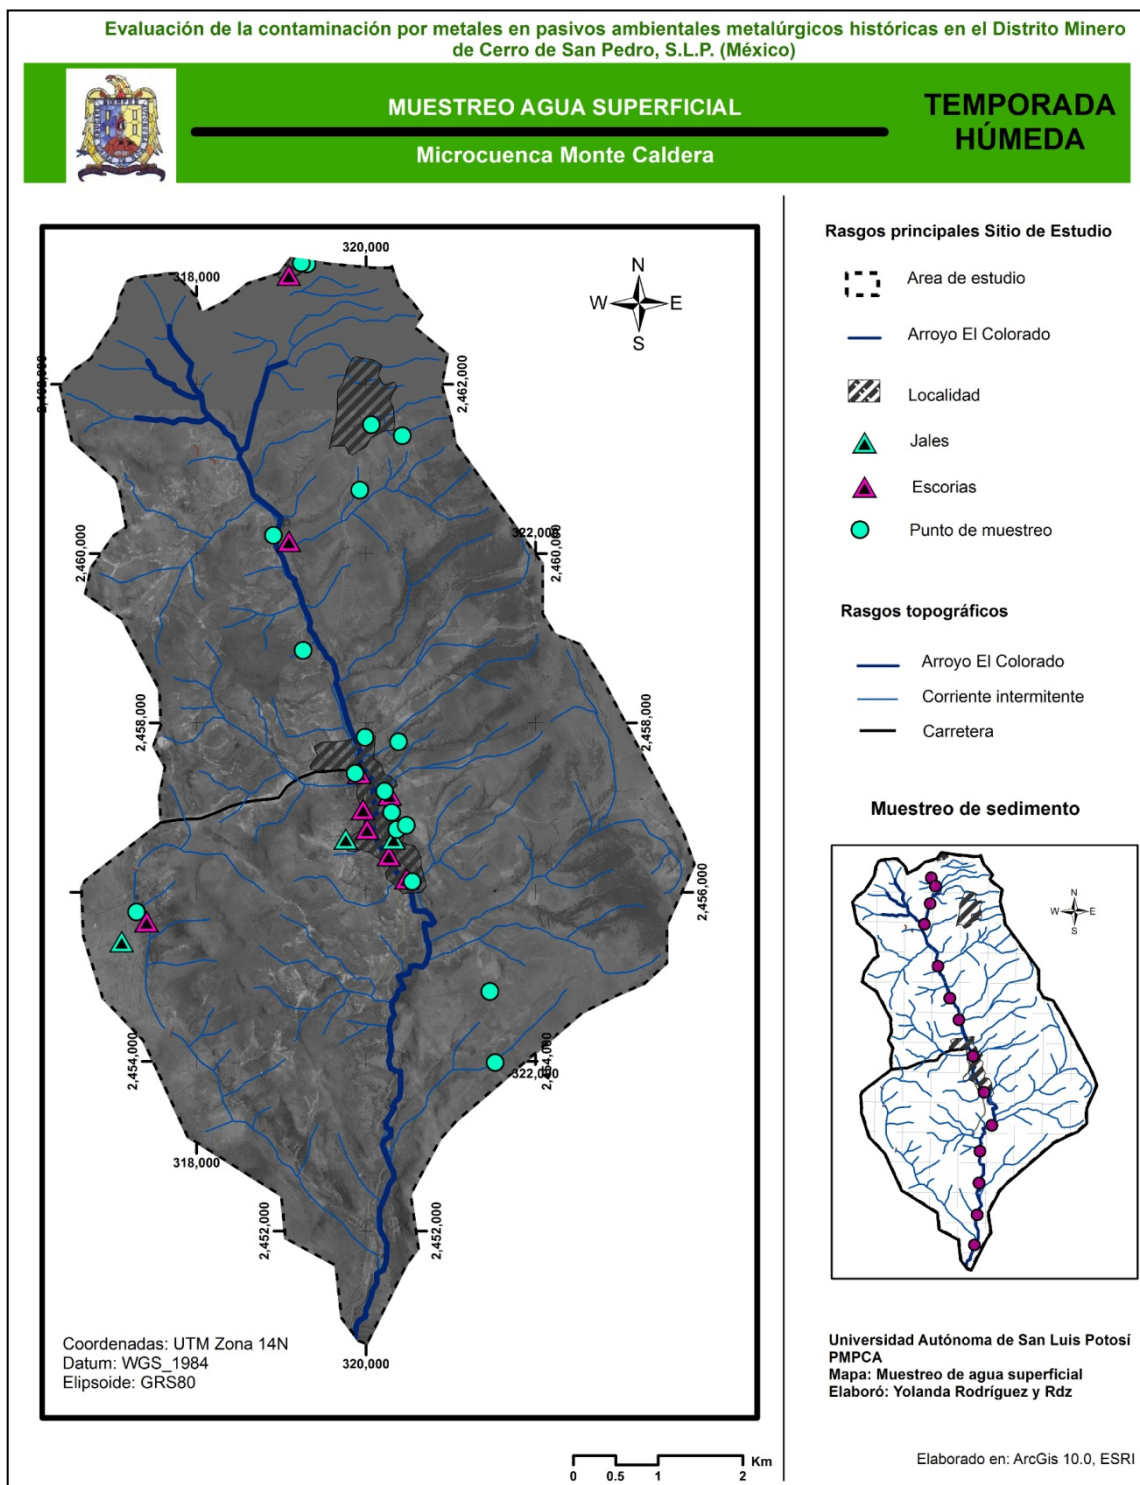 Evaluación de la contaminación por metales en pasivos ambientales metalúrgicos históricas en el Distrito Minero
de Cerro de San Pedro, S.L.P. (México)
MUESTREO AGUA SUPERFICIAL
Microcuenca Monte Caldera
TEMPORADA
HÚMEDA
320,000
318,000
N
W E
S
2,462,000
322,000
2,460,000
2,460,000
2,458,000
2,458,000
2,456,000
2,454,000
2,454,000
322,000
318,000
2,452,000
2,452,000
320,000
Coordenadas: UTM Zona 14N
Datum: WGS_1984
Elipsoide: GRS80
0 0.5 1 2 Km
Rasgos principales Sitio de Estudio
Area de estudio
Arroyo El Colorado
Localidad
Jales
Escorias
Punto de muestreo
Rasgos topográficos
Arroyo El Colorado
Corriente intermitente
Carretera
Muestreo de sedimento
N
W E
S
Universidad Autónoma de San Luis Potosí
PMPCA
Mapa: Muestreo de agua superficial
Elaboró: Yolanda Rodríguez y Rdz
Elaborado en: ArcGis 10.0, ESRI